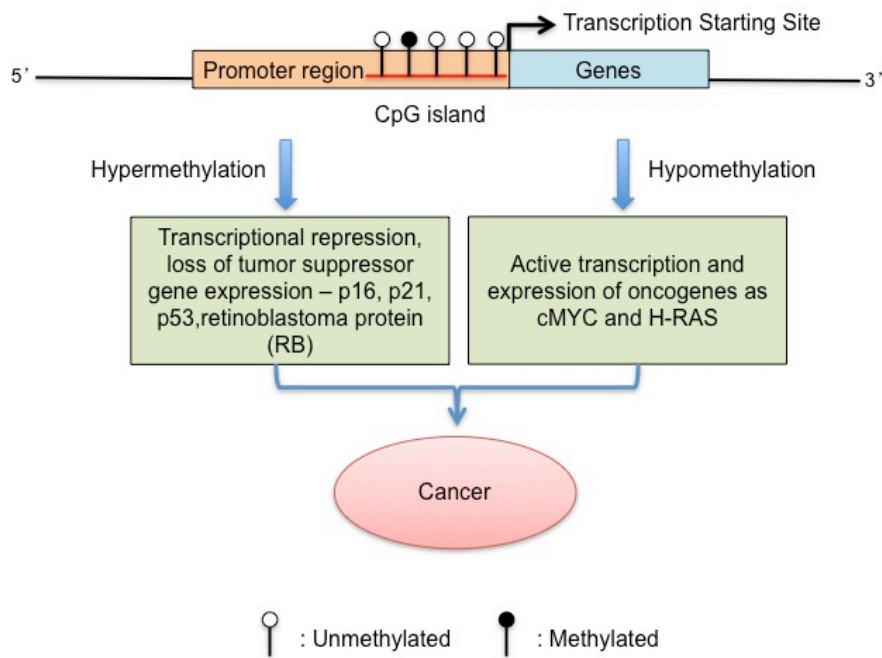 Transcription Starting Site
5’
Promoter region
Genes
3’
CpG island
Hypermethylation
Hypomethylation
Transcriptional repression,
loss of tumor suppressor
gene expression – p16, p21,
p53,retinoblastoma protein
(RB)
Active transcription and
expression of oncogenes as
cMYC and H-RAS
Cancer
: Unmethylated
: Methylated